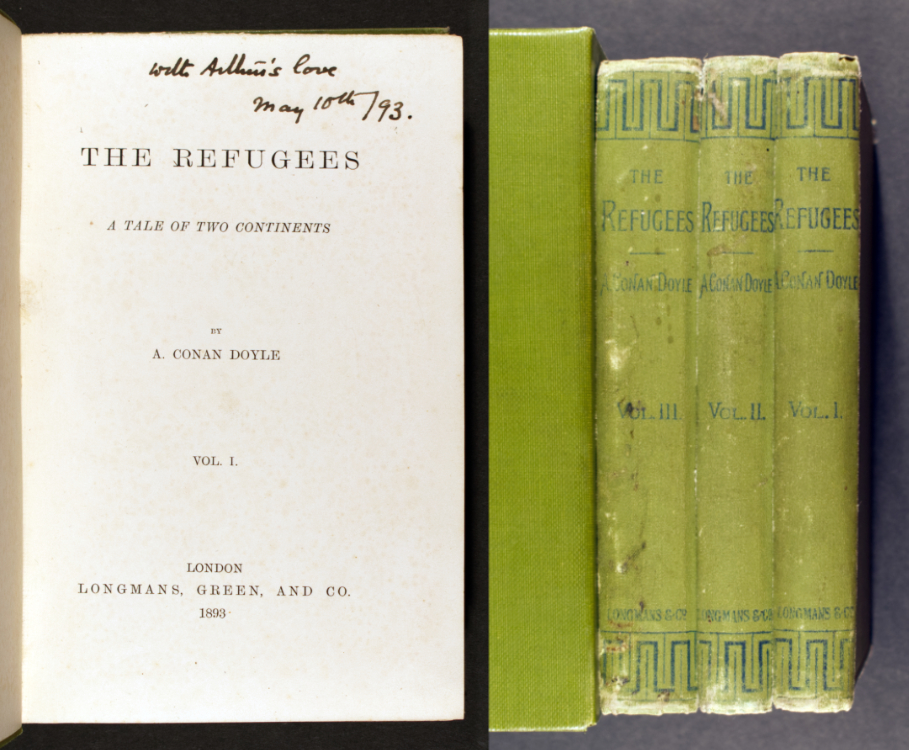 with Arthur's love
May 10th/93.
THE REFUGEES
A TALE OF TWO CONTINENTS
BY
A. CONAN DOYLE
VOL. I.
LONDON
LONGMANS, GREEN, AND CO.
1893
THE
REFUGEES
A. CONAN DOYLE
VOL. III.
LONGMANS & Co
THE
REFUGEES
A. CONAN DOYLE
VOL. II.
LONGMANS & Co
THE
REFUGEES
A. CONAN DOYLE
VOL. I.
LONGMANS & Co